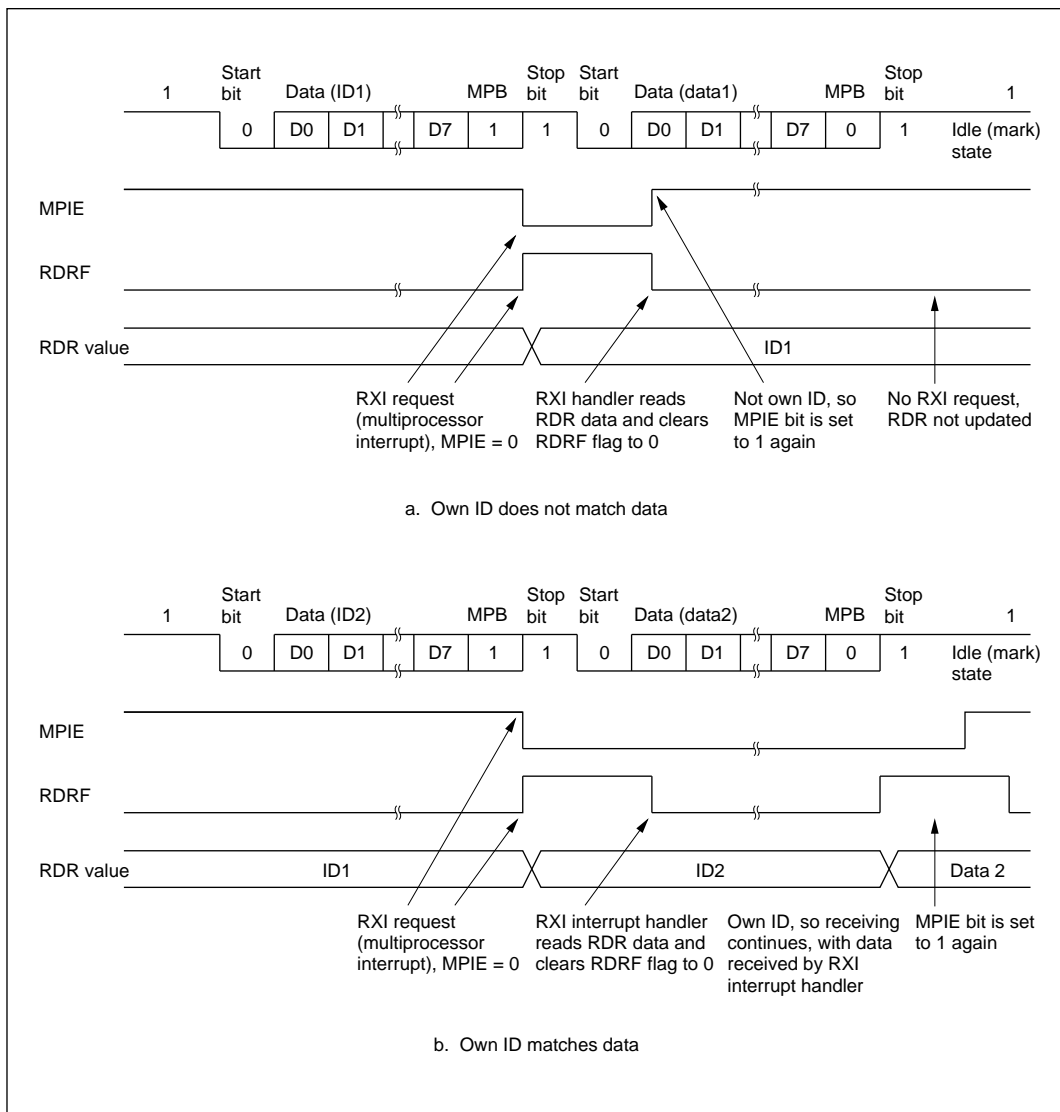 Start Stop Start Stop
1 bit Data (ID1) MPB bit bit Data (data1) MPB bit 1
0 D0 D1 D7 1 1 0 D0 D1 D7 0 1 Idle (mark)
state
MPIE
RDRF
RDR value ID1
RXI request
(multiprocessor
interrupt), MPIE = 0
RXI handler reads
RDR data and clears
RDRF flag to 0
Not own ID, so
MPIE bit is set
to 1 again
No RXI request,
RDR not updated
a. Own ID does not match data
Start Stop Start Stop
1 bit Data (ID2) MPB bit bit Data (data2) MPB bit 1
0 D0 D1 D7 1 1 0 D0 D1 D7 0 1 Idle (mark)
state
MPIE
RDRF
RDR value ID1 ID2 Data 2
RXI request
(multiprocessor
interrupt), MPIE = 0
RXI interrupt handler
reads RDR data and
clears RDRF flag to 0
Own ID, so receiving
continues, with data
received by RXI
interrupt handler
MPIE bit is set
to 1 again
b. Own ID matches data